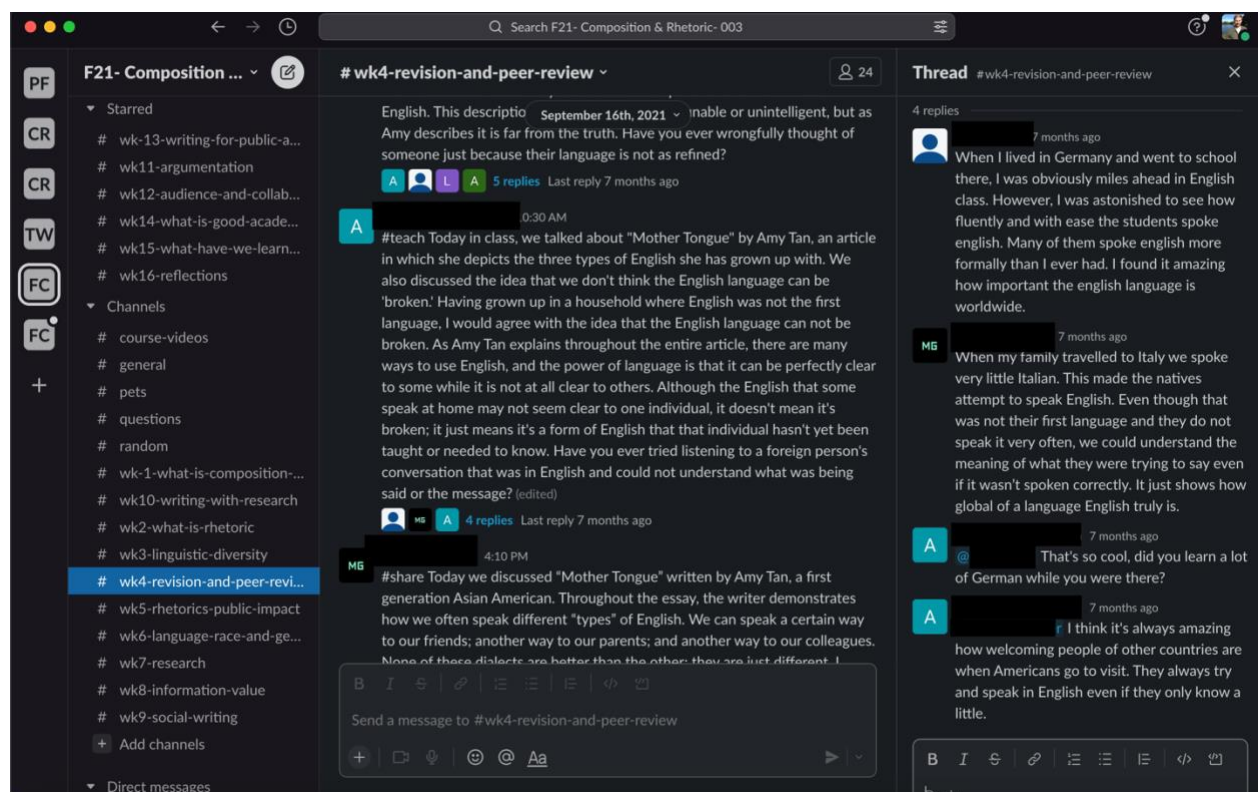 Search F21- Composition & Rhetoric- 003
PF
CR
CR
TW
FC
FC
F21- Composition ...
Starred
# wk-13-writing-for-public-a...
# wk11-argumentation
# wk12-audience-and-collab...
# wk14-what-is-good-acade...
# wk15-what-have-we-learn...
# wk16-reflections
Channels
# course-videos
# general
# pets
# questions
# random
# wk-1-what-is-composition-...
# wk10-writing-with-research
# wk2-what-is-rhetoric
# wk3-linguistic-diversity
# wk4-revision-and-peer-revi...
# wk5-rhetorics-public-impact
# wk6-language-race-and-ge...
# wk7-research
# wk8-information-value
# wk9-social-writing
+ Add channels
Direct messages
# wk4-revision-and-peer-review
24
September 16th, 2021
English. This descriptio nable or unintelligent, but as
Amy describes it is far from the truth. Have you ever wrongfully thought of
someone just because their language is not as refined?
A L A 5 replies Last reply 7 months ago
A
0:30 AM
#teach Today in class, we talked about "Mother Tongue" by Amy Tan, an article
in which she depicts the three types of English she has grown up with. We
also discussed the idea that we don't think the English language can be
'broken.' Having grown up in a household where English was not the first
language, I would agree with the idea that the English language can not be
broken. As Amy Tan explains throughout the entire article, there are many
ways to use English, and the power of language is that it can be perfectly clear
to some while it is not at all clear to others. Although the English that some
speak at home may not seem clear to one individual, it doesn't mean it's
broken; it just means it's a form of English that that individual hasn't yet been
taught or needed to know. Have you ever tried listening to a foreign person's
conversation that was in English and could not understand what was being
said or the message? (edited)
MG A 4 replies Last reply 7 months ago
MG
4:10 PM
#share Today we discussed "Mother Tongue" written by Amy Tan, a first
generation Asian American. Throughout the essay, the writer demonstrates
how we often speak different "types" of English. We can speak a certain way
to our friends; another way to our parents; and another way to our colleagues.
None of these dialects are better than the other; they are just different. I
Send a message to #wk4-revision-and-peer-review
Aa
Thread #wk4-revision-and-peer-review
4 replies
7 months ago
When I lived in Germany and went to school
there, I was obviously miles ahead in English
class. However, I was astonished to see how
fluently and with ease the students spoke
english. Many of them spoke english more
formally than I ever had. I found it amazing
how important the english language is
worldwide.
MG
7 months ago
When my family travelled to Italy we spoke
very little Italian. This made the natives
attempt to speak English. Even though that
was not their first language and they do not
speak it very often, we could understand the
meaning of what they were trying to say even
if it wasn't spoken correctly. It just shows how
global of a language English truly is.
A
7 months ago
@ That's so cool, did you learn a lot
of German while you were there?
A
7 months ago
r I think it's always amazing
how welcoming people of other countries are
when Americans go to visit. They always try
and speak in English even if they only know a
little.